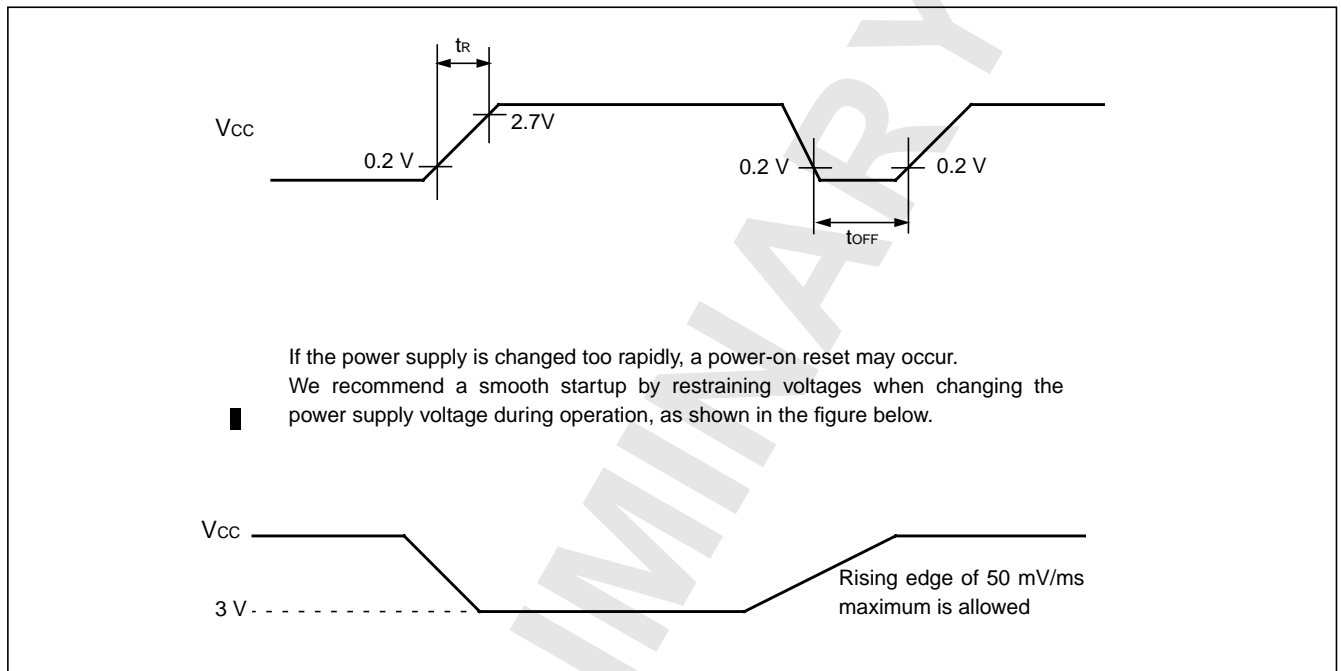 tR
VCC
2.7V
0.2 V
0.2 V
0.2 V
tOFF
If the power supply is changed too rapidly, a power-on reset may occur.
We recommend a smooth startup by restraining voltages when changing the
power supply voltage during operation, as shown in the figure below.
VCC
Rising edge of 50 mV/ms
3 V
maximum is allowed
IMINARY